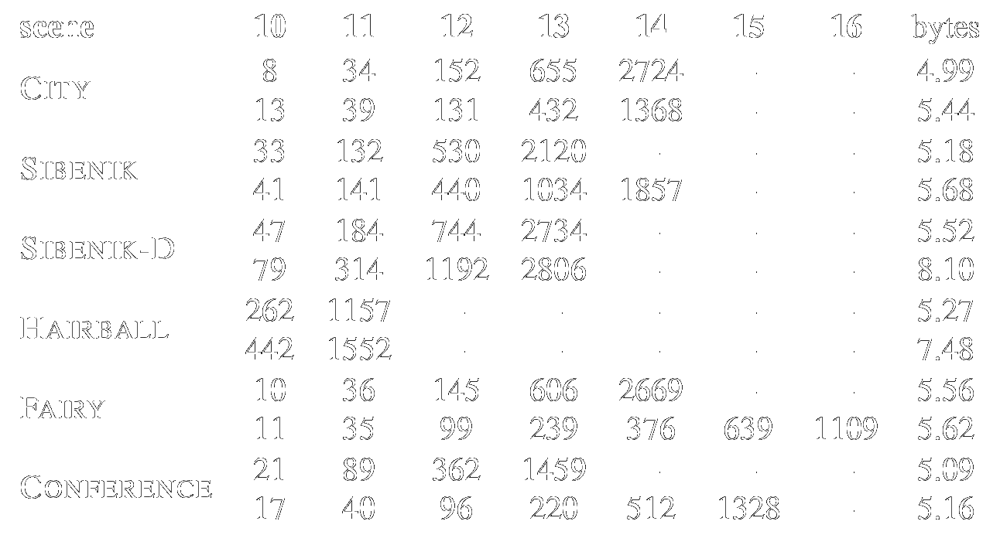 scene 10 11 12 13 14 15 16 bytes
CITY
8 34 152 655 2724 . . 4.99
13 39 131 432 1368 . . 5.44
SIBENIK
33 132 530 2120 . . . 5.18
41 141 440 1034 1857 . . 5.68
SIBENIK-D
47 184 744 2734 . . . 5.52
79 314 1192 2806 . . . 8.10
HAIRBALL
262 1157 . . . . . 5.27
442 1552 . . . . . 7.48
FAIRY
10 36 145 606 2669 . . 5.56
11 35 99 239 376 639 1109 5.62
CONFERENCE
21 89 362 1459 . . . 5.09
17 40 96 220 512 1328 . 5.16